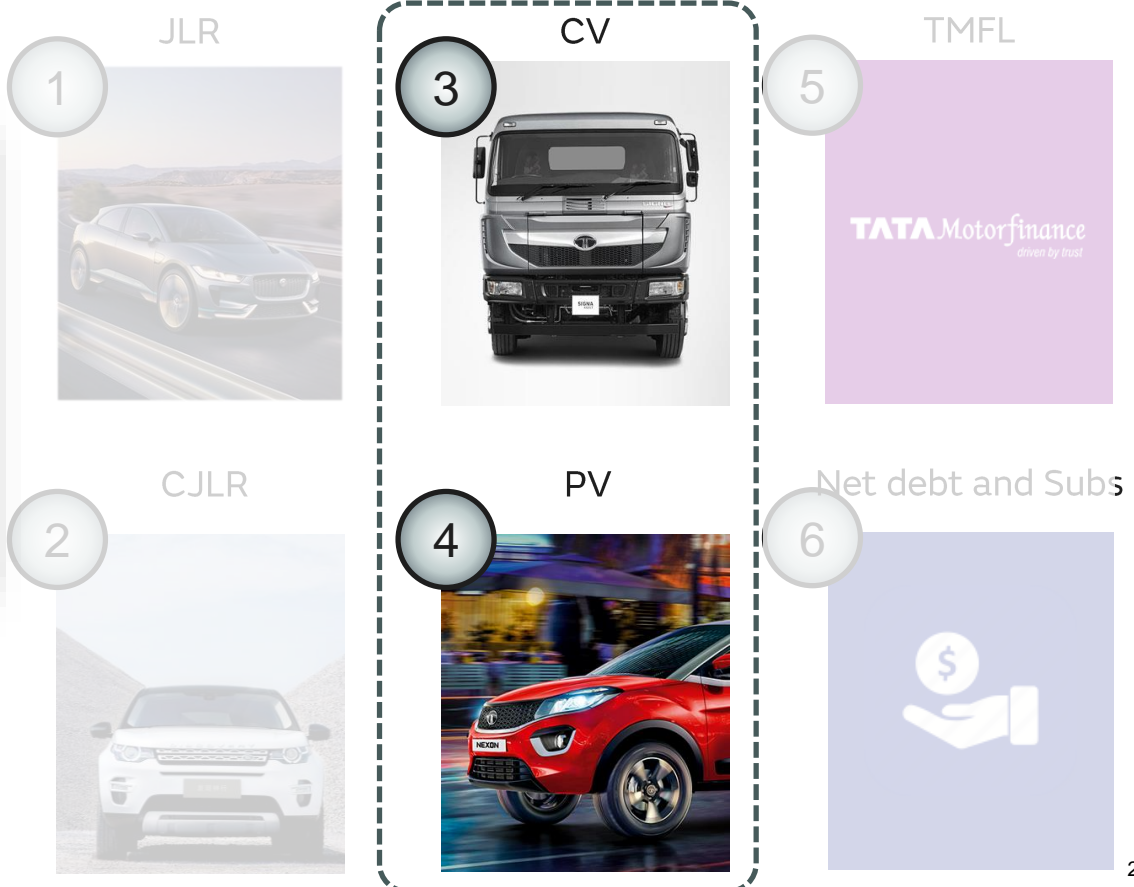 JLR
1
CV
3
SIGNA
TMFL
5
TATA Motorfinance
driven by trust
CJLR
2
PV
4
NEXON
Net debt and Subs
6
$
2